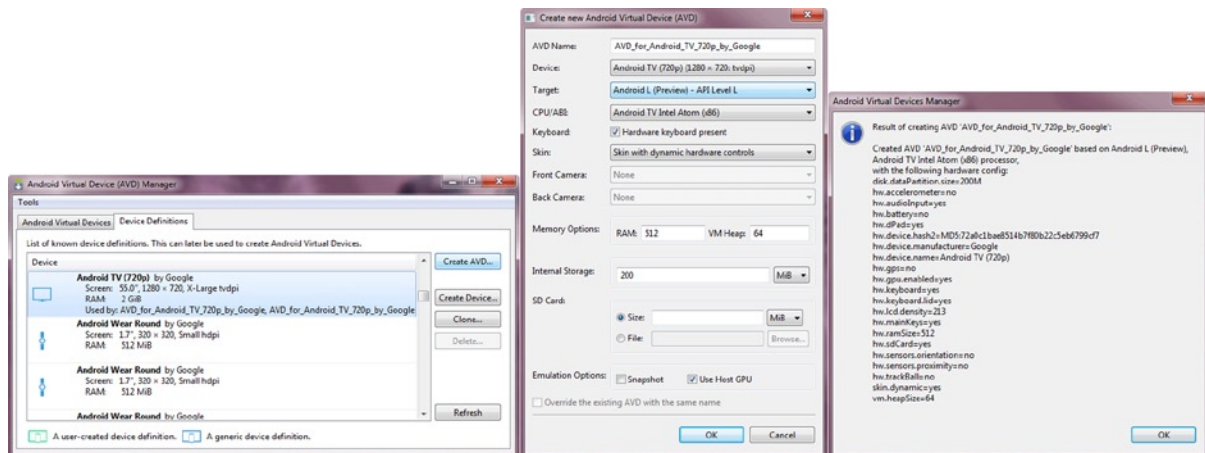 Android Virtual Device (AVD) Manager
Tools
Android Virtual Devices Device Definitions
List of known device definitions. This can later be used to create Android Virtual Devices.
Device
Android TV (720p) by Google
Screen: 55.0", 1280 × 720, X-Large tvdpi
RAM: 2 GiB
Used by: AVD_for_Android_TV_720p_by_Google, AVD_for_Android_TV_720p_by_Google
Android Wear Round by Google
Screen: 1.7", 320 × 320, Small hdpi
RAM: 512 MiB
Android Wear Round by Google
Screen: 1.7", 320 × 320, Small hdpi
RAM: 512 MiB
Android Wear Round by Google
Create AVD...
Create Device...
Clone...
Delete...
Refresh
A user-created device definition. A generic device definition.
Create new Android Virtual Device (AVD)
AVD Name: AVD_for_Android_TV_720p_by_Google
Device: Android TV (720p) (1280 × 720: tvdpi)
Target: Android L (Preview) - API Level L
CPU/ABI: Android TV Intel Atom (x86)
Keyboard: Hardware keyboard present
Skin: Skin with dynamic hardware controls
Front Camera: None
Back Camera: None
Memory Options: RAM: 512 VM Heap: 64
Internal Storage: 200 MiB
SD Card:
Size: MiB
File: Browse...
Emulation Options: Snapshot Use Host GPU
Override the existing AVD with the same name
OK Cancel
Android Virtual Devices Manager
Result of creating AVD 'AVD_for_Android_TV_720p_by_Google':
Created AVD 'AVD_for_Android_TV_720p_by_Google' based on Android L (Preview),
Android TV Intel Atom (x86) processor,
with the following hardware config:
disk.dataPartition.size=200M
hw.accelerometer=no
hw.audioInput=yes
hw.battery=no
hw.dPad=yes
hw.device.hash2=MD5:72a0c1bae8514b7f80b22c5eb6799cf7
hw.device.manufacturer=Google
hw.device.name=Android TV (720p)
hw.gps=no
hw.gpu.enabled=yes
hw.keyboard=yes
hw.keyboard.lid=yes
hw.lcd.density=213
hw.mainKeys=yes
hw.ramSize=512
hw.sdCard=yes
hw.sensors.orientation=no
hw.sensors.proximity=no
hw.trackBall=no
skin.dynamic=yes
vm.heapSize=64
OK